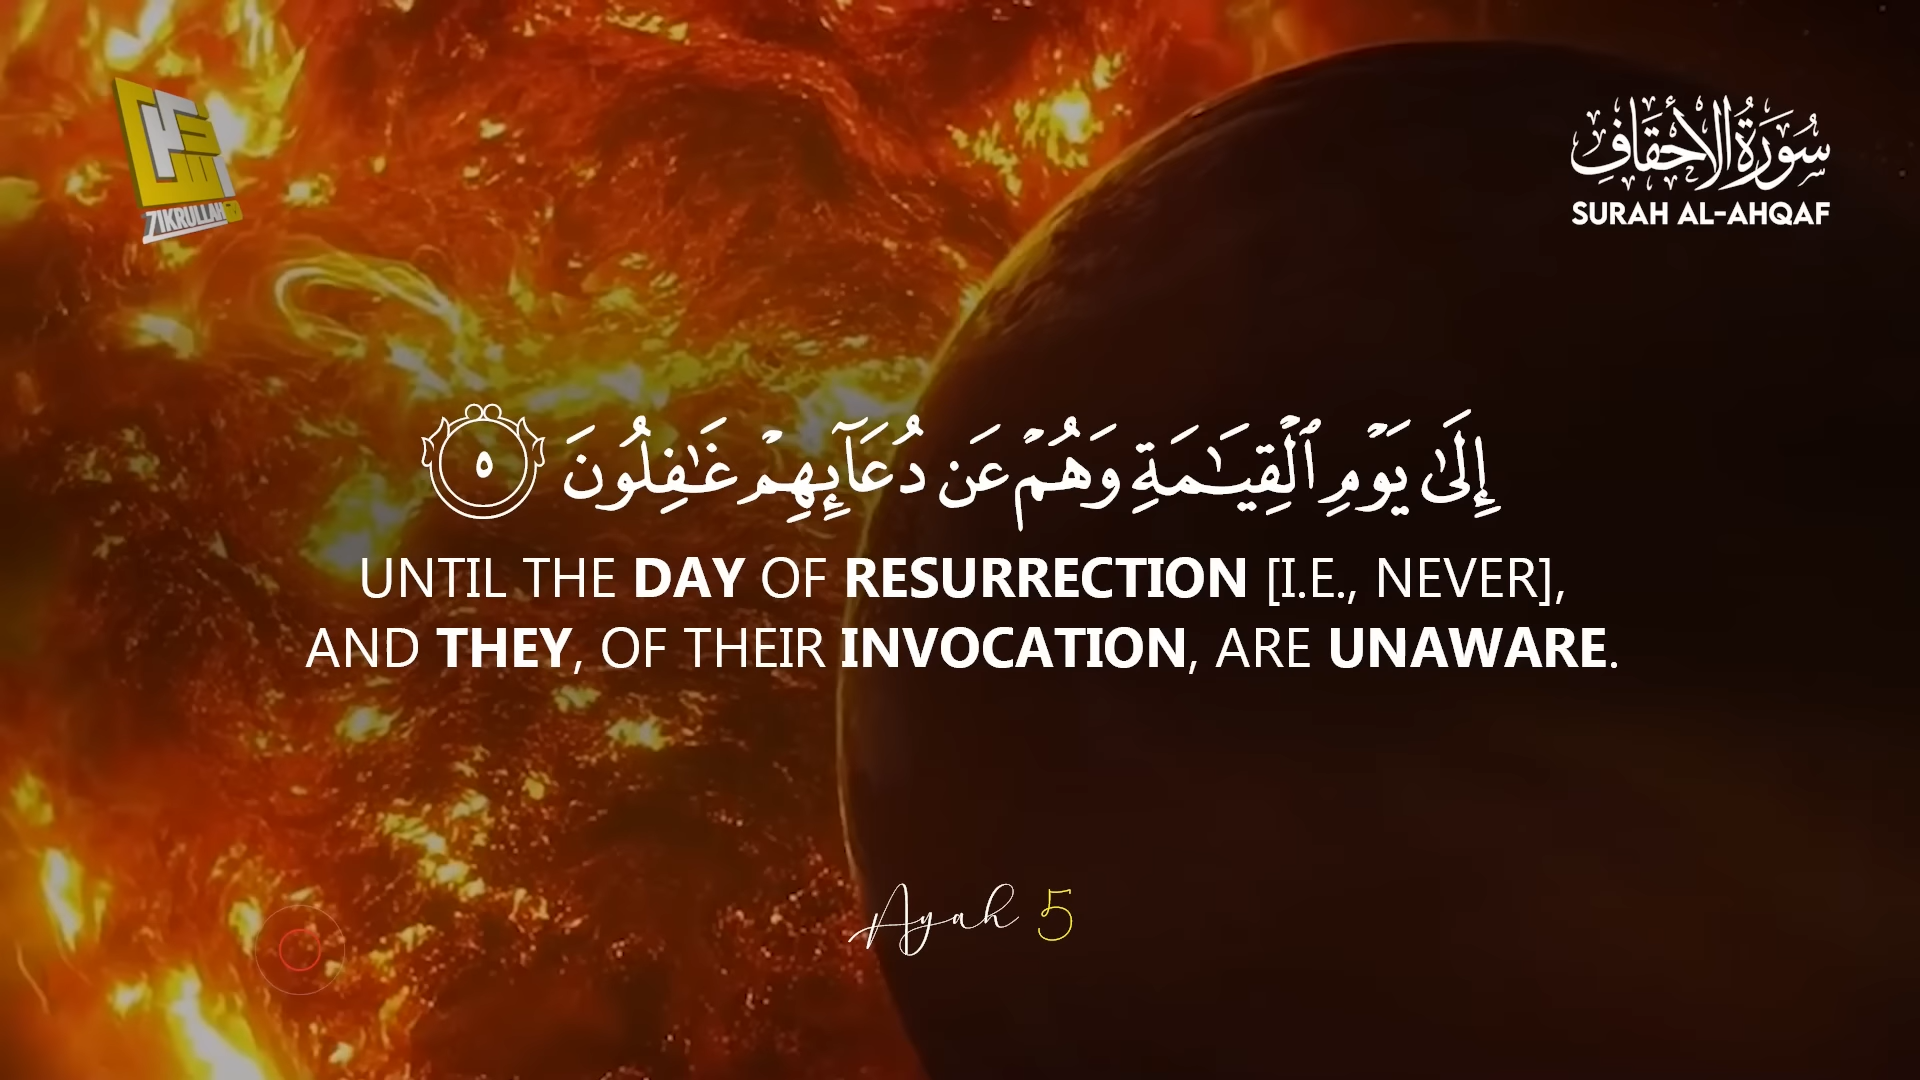 ZIKRULLAH TV
سُورَةُ الأَحْقَافِ
SURAH AL-AHQAF
إِلَىٰ يَوْمِ ٱلْقِيَـٰمَةِ وَهُمْ عَن دُعَآئِهِمْ غَـٰفِلُونَ ٥
UNTIL THE DAY OF RESURRECTION [I.E., NEVER],
AND THEY, OF THEIR INVOCATION, ARE UNAWARE.
Ayah 5